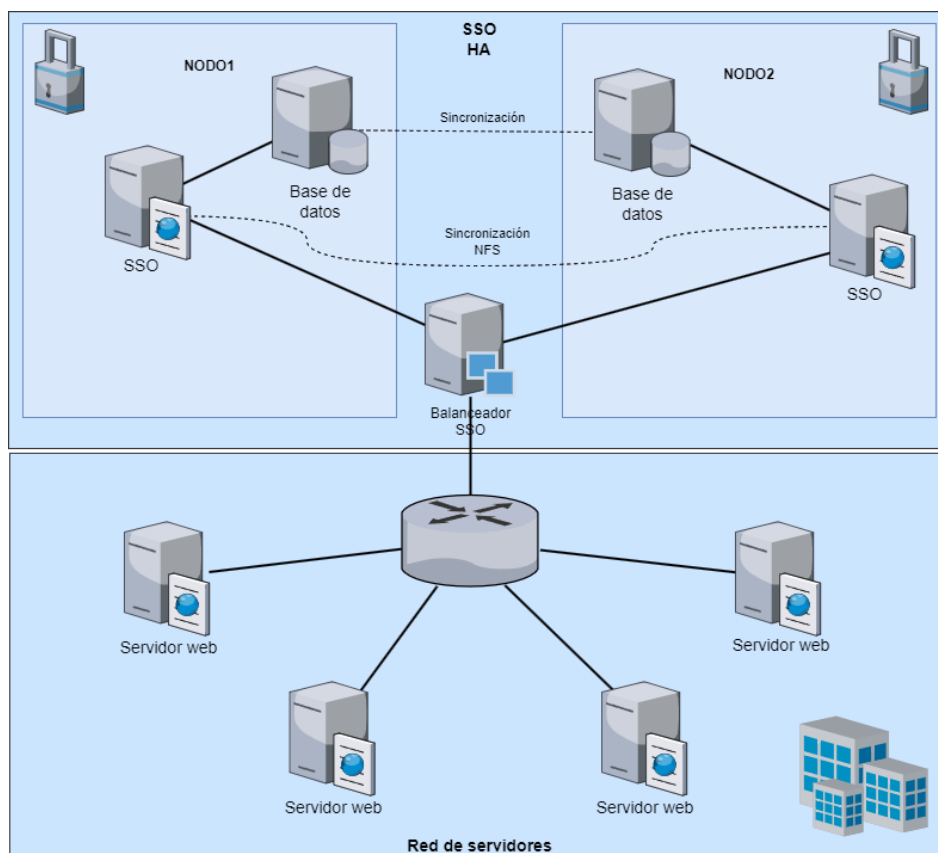 SSO
HA
NODO1
NODO2
Sincronización
Base de
datos
Base de
datos
Sincronización
NFS
SSO
SSO
Balanceador
SSO
Servidor web
Servidor web
Servidor web
Servidor web
Red de servidores